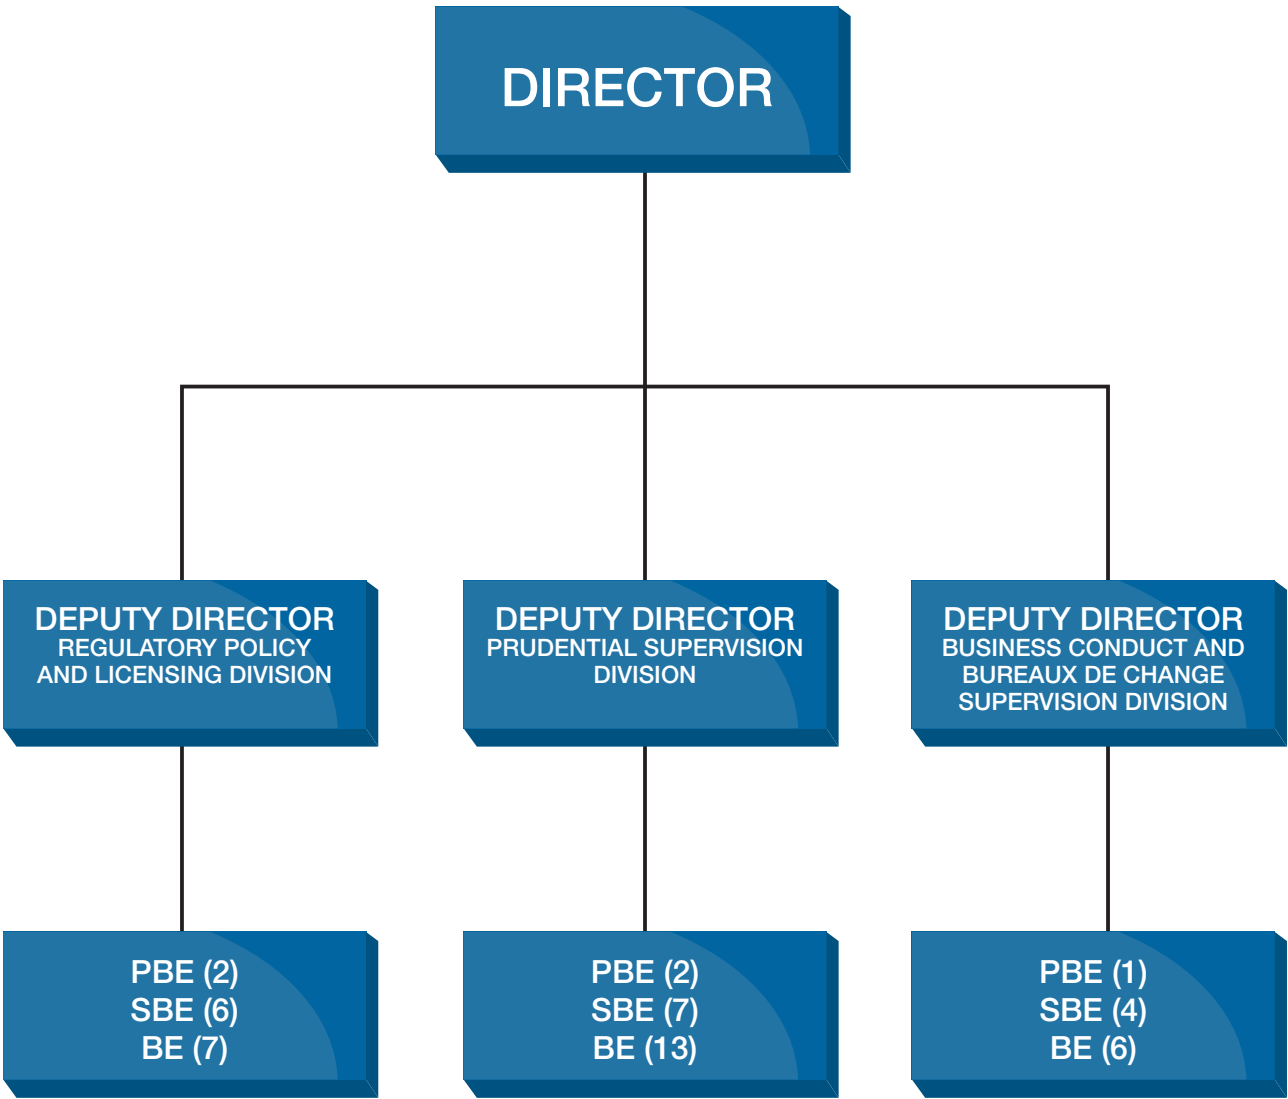 DIRECTOR
DEPUTY DIRECTOR
REGULATORY POLICY
AND LICENSING DIVISION
DEPUTY DIRECTOR
PRUDENTIAL SUPERVISION
DIVISION
DEPUTY DIRECTOR
BUSINESS CONDUCT AND
BUREAUX DE CHANGE
SUPERVISION DIVISION
PBE (2)
SBE (6)
BE (7)
PBE (2)
SBE (7)
BE (13)
PBE (1)
SBE (4)
BE (6)